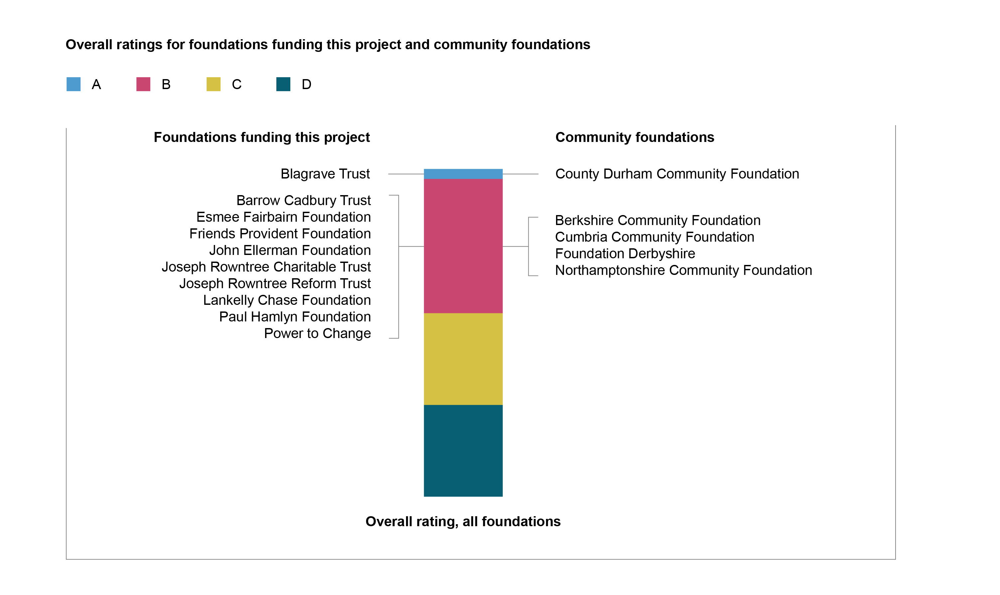 Overall ratings for foundations funding this project and community foundations
A
B
C
D
Foundations funding this project
Blagrave Trust
Barrow Cadbury Trust
Esmee Fairbairn Foundation
Friends Provident Foundation
John Ellerman Foundation
Joseph Rowntree Charitable Trust
Joseph Rowntree Reform Trust
Lankelly Chase Foundation
Paul Hamlyn Foundation
Power to Change
Community foundations
County Durham Community Foundation
Berkshire Community Foundation
Cumbria Community Foundation
Foundation Derbyshire
Northamptonshire Community Foundation
Overall rating, all foundations